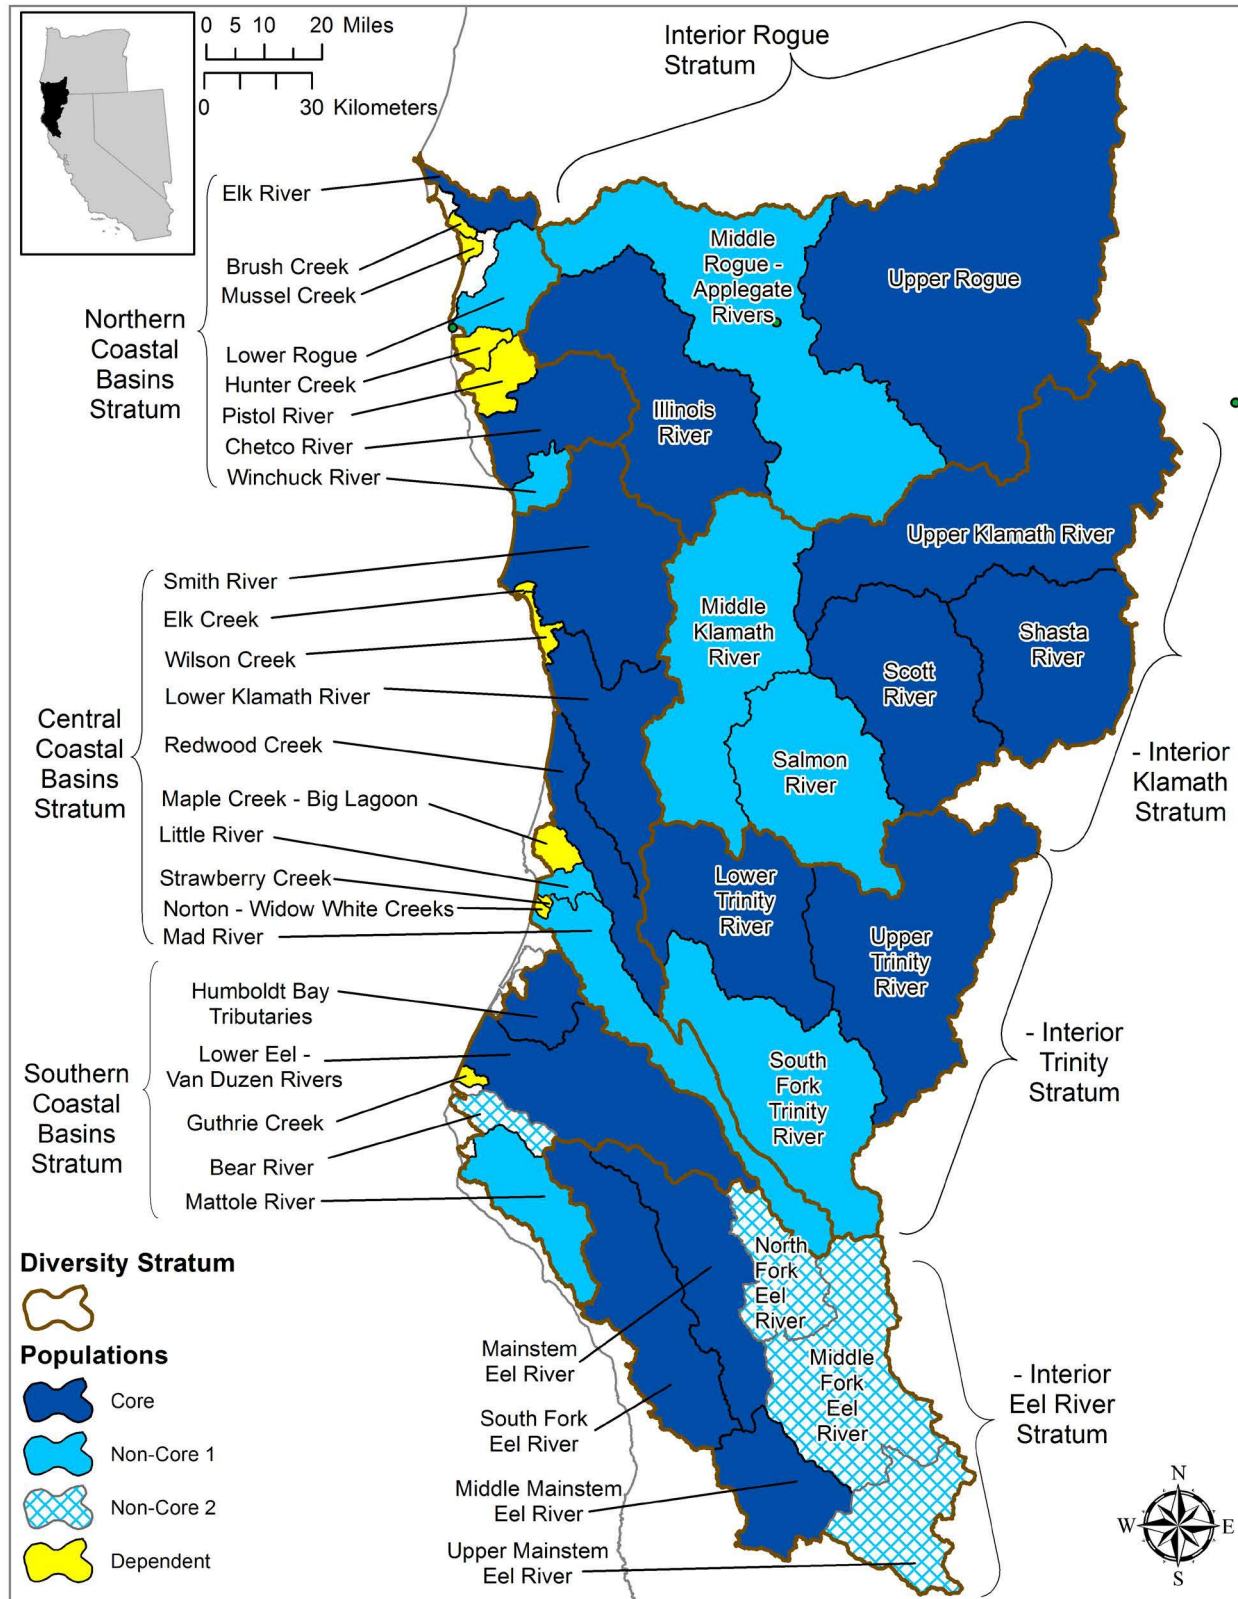 0 5 10 20 Miles
0 30 Kilometers
Interior Rogue
Stratum
Elk River
Brush Creek
Mussel Creek
Lower Rogue
Hunter Creek
Pistol River
Chetco River
Winchuck River
Northern
Coastal
Basins
Stratum
Middle
Rogue -
Applegate
Rivers
Upper Rogue
Illinois
River
Upper Klamath River
Smith River
Elk Creek
Wilson Creek
Lower Klamath River
Redwood Creek
Maple Creek - Big Lagoon
Little River
Strawberry Creek
Norton - Widow White Creeks
Mad River
Central
Coastal
Basins
Stratum
Middle
Klamath
River
Shasta
River
Scott
River
Salmon
River
- Interior
Klamath
Stratum
Lower
Trinity
River
Upper
Trinity
River
South
Fork
Trinity
River
- Interior
Trinity
Stratum
Humboldt Bay
Tributaries
Lower Eel -
Van Duzen Rivers
Guthrie Creek
Bear River
Mattole River
Southern
Coastal
Basins
Stratum
North
Fork
Eel
River
Middle
Fork
Eel
River
Mainstem
Eel River
South Fork
Eel River
Middle Mainstem
Eel River
Upper Mainstem
Eel River
- Interior
Eel River
Stratum
Diversity Stratum
Populations
Core
Non-Core 1
Non-Core 2
Dependent
N
W E
S